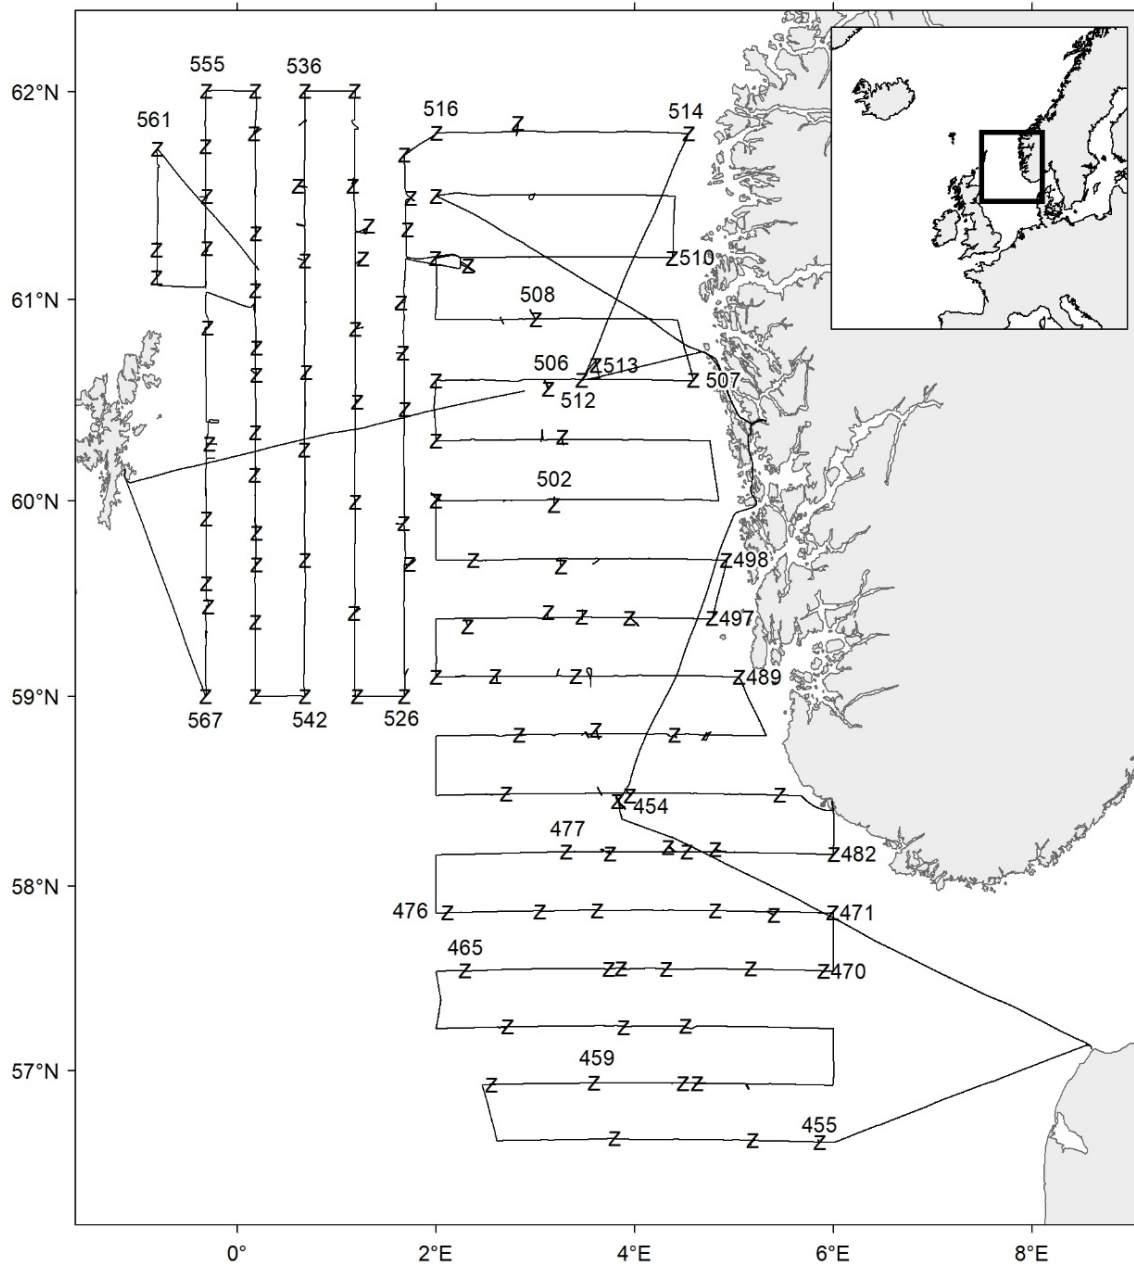 555 536
62°N
561 516 514
Z Z Z Z
Z Z Z Z
Z Z Z
Z Z Z Z Z
Z Z
Z Z Z
Z Z Z Z Z 510
Z
61°N Z Z
508
Z Z Z
Z Z
506 Z 513
Z Z Z Z Z 507
Z 512
Z Z
Z Z Z
Z Z
Z 502
60°N Z Z Z
Z Z
Z
Z Z Z Z Z 498
Z
Z
Z Z Z Z Z Z 497
Z Z
Z Z Z Z 489
59°N Z Z Z Z Z
567 542 526
Z Z Z
Z Z Z
Z 454
477
Z Z Z Z Z Z 482
58°N
476 Z Z Z Z Z Z 471
465
Z Z Z Z Z Z 470
Z Z Z
57°N 459
Z Z Z Z
455
Z Z Z
0° 2°E 4°E 6°E 8°E